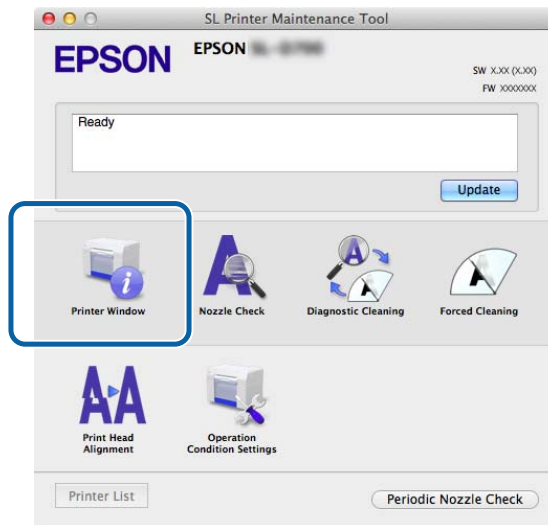 SL Printer Maintenance Tool
EPSON
EPSON
SW X.XX (X.XX)
FW XXXXXXX
Ready
Update
Printer Window
Nozzle Check
Diagnostic Cleaning
Forced Cleaning
Print Head
Alignment
Operation
Condition Settings
Printer List
Periodic Nozzle Check